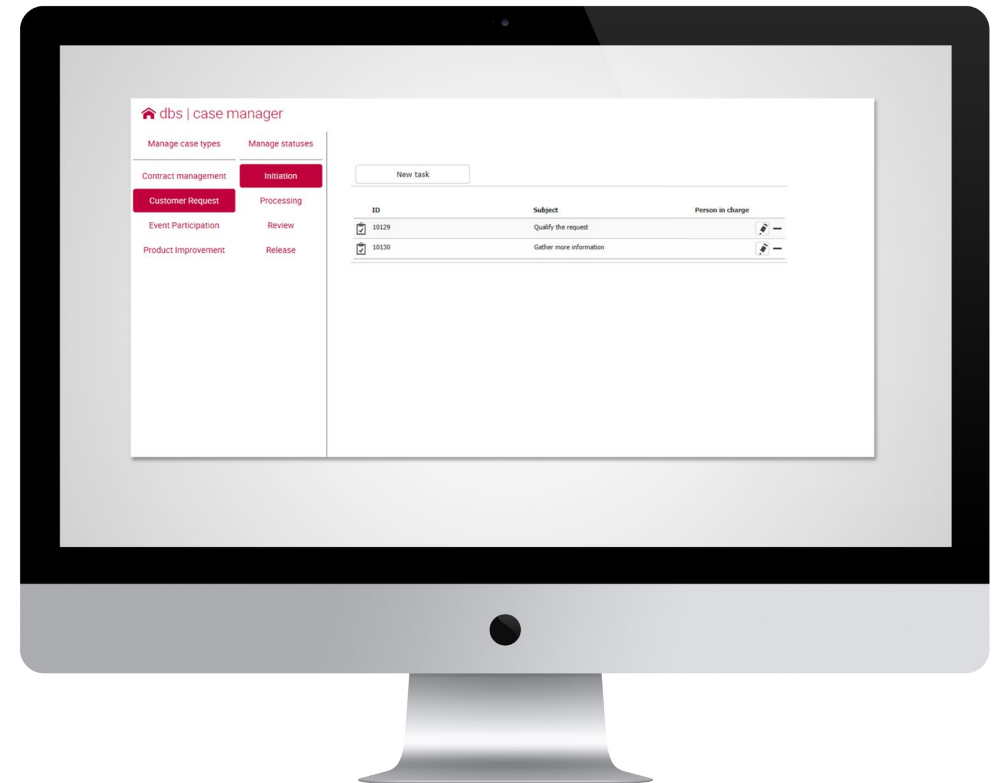 dbs | case manager
Manage case types
Manage statuses
Contract management
Initiation
Customer Request
Processing
Event Participation
Review
Product Improvement
Release
New task
ID Subject Person in charge
10129 Qualify the request
10130 Gather more information